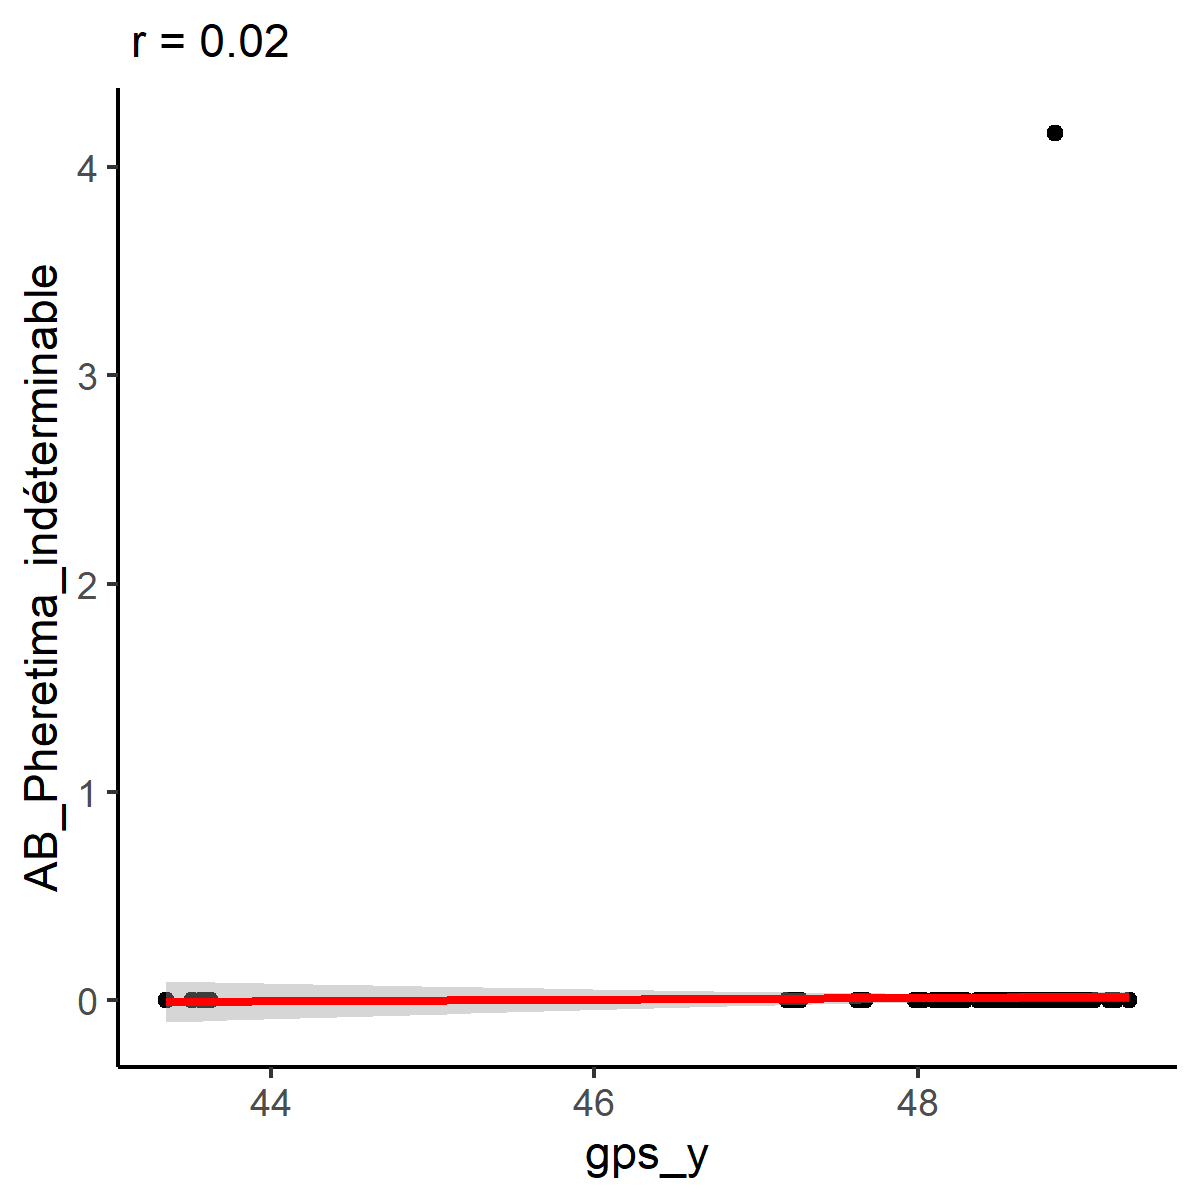 r = 0.02
AB_Pheretima_indéterminable
4
3
2
1
0
44
46
48
gps_y